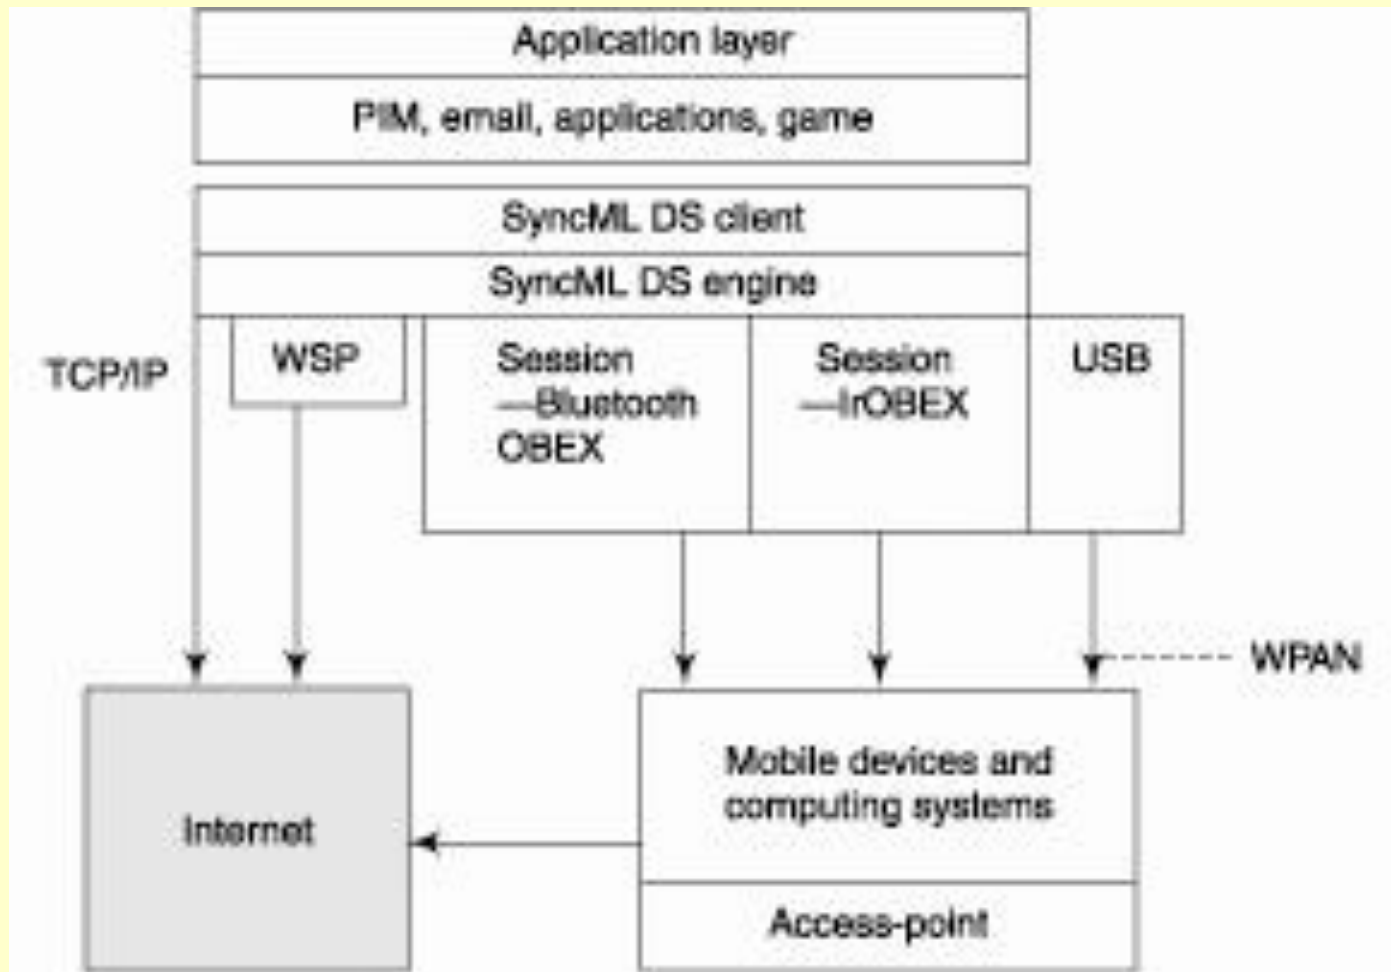 Application layer
PIM, email, applications, game
SyncML DS client
SyncML DS engine
TCP/IP
WSP
Session
—Bluetooth
OBEX
Session
—IrOBEX
USB
WPAN
Internet
Mobile devices and
computing systems
Access-point